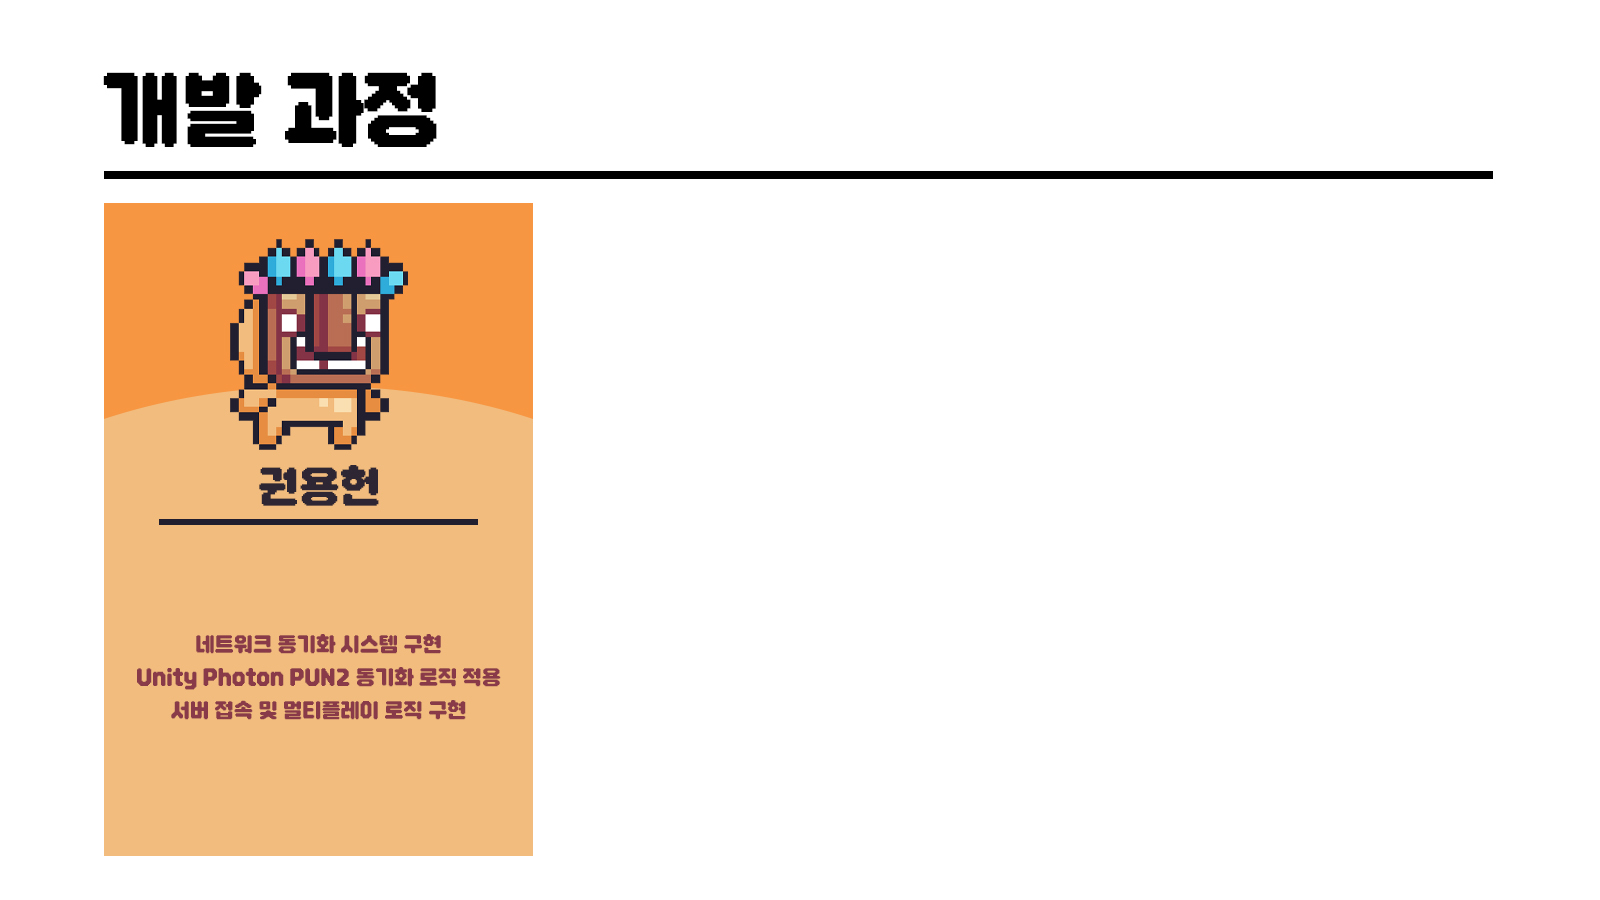 개발 과정
권용헌
네트워크 동기화 시스템 구현
Unity Photon PUN2 동기화 로직 적용
서버 접속 및 멀티플레이 로직 구현